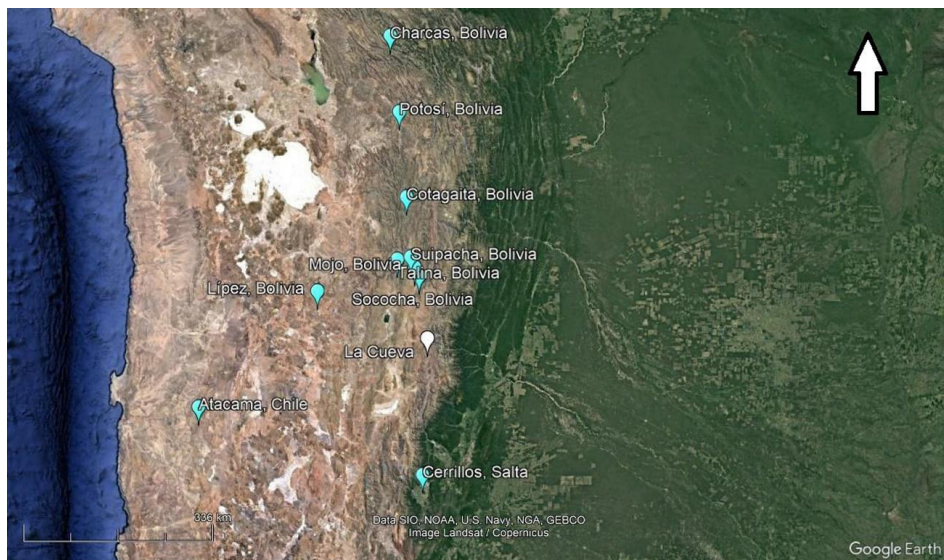 Charcas, Bolivia
Potosí, Bolivia
Cotagaita, Bolivia
Suipacha, Bolivia
Mojo, Bolivia
Talina, Bolivia
Lípez, Bolivia
Sococha, Bolivia
La Cueva
Atacama, Chile
Cerrillos, Salta
336 km
Data SIO, NOAA, U.S. Navy, NGA, GEBCO
Image Landsat / Copernicus
Google Earth